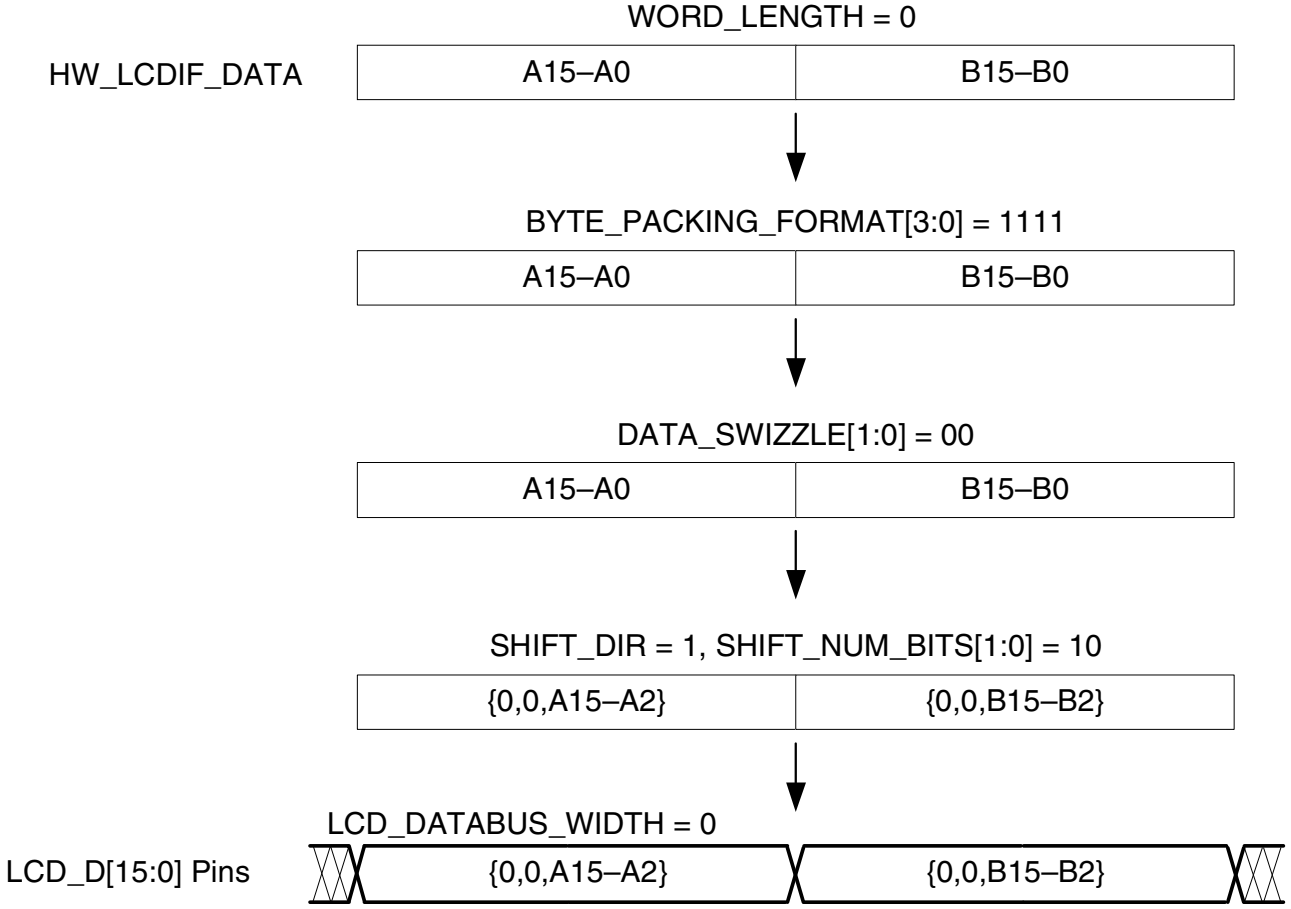 WORD_LENGTH = 0
HW_LCDIF_DATA A15–A0 B15–B0
BYTE_PACKING_FORMAT[3:0] = 1111
A15–A0 B15–B0
DATA_SWIZZLE[1:0] = 00
A15–A0 B15–B0
SHIFT_DIR = 1, SHIFT_NUM_BITS[1:0] = 10
{0,0,A15–A2} {0,0,B15–B2}
LCD_DATABUS_WIDTH = 0
LCD_D[15:0] Pins {0,0,A15–A2} {0,0,B15–B2}